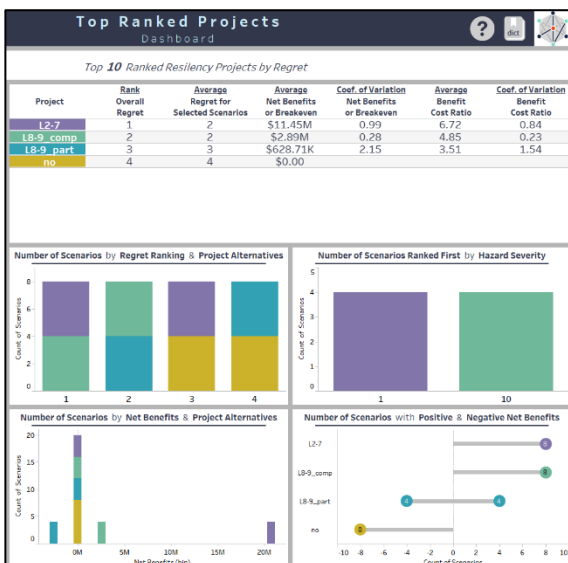 Top Ranked Projects
Dashboard
?
dict
Top 10 Ranked Resilency Projects by Regret
Project
Rank
Overall
Regret
Average
Regret for
Selected Scenarios
Average
Net Benefits
or Breakeven
Coef. of Variation
Net Benefits
or Breakeven
Average
Benefit
Cost Ratio
Coef. of Variation
Benefit
Cost Ratio
L2-7 1 2 $11.45M 0.99 6.72 0.84
L8-9_comp 2 2 $2.89M 0.28 4.85 0.23
L8-9_part 3 3 $628.71K 2.15 3.51 1.54
no 4 4 $0.00
Number of Scenarios by Regret Ranking & Project Alternatives
Count of Scenarios
8
6
4
2
0
1 2 3 4
Number of Scenarios Ranked First by Hazard Severity
Count of Scenarios
5
4
3
2
1
0
1 10
Number of Scenarios by Net Benefits & Project Alternatives
Count of Scenarios
20
15
10
5
0
0M 5M 10M 15M 20M
Net Benefits (bin)
Number of Scenarios with Positive & Negative Net Benefits
L2-7 8
L8-9_comp 8
L8-9_part 4 4
no
-10 -8 -6 -4 -2 0 2 4 6 8 10
Count of Scenarios